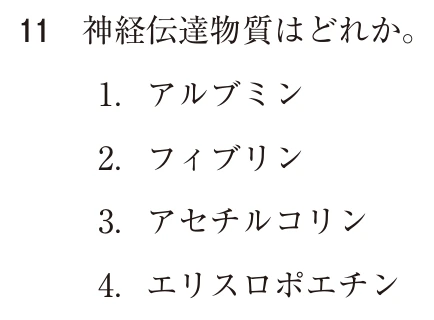 11 神経伝達物質はどれか。
1. アルブミン
2. フィブリン
3. アセチルコリン
4. エリスロポエチン